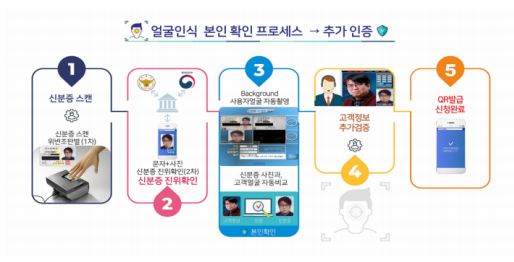 얼굴인식 본인 확인 프로세스 → 추가 인증
1
신분증 스캔
신분증 스캔
위변조판별 (1차)
문자+사진
신분증 진위확인(2차)
신분증 진위확인
2
3
Background
사용자얼굴 자동촬영
신분증 사진과,
고객얼굴 자동비교
본인확인
고객정보
추가검증
4
5
QR발급
신청완료